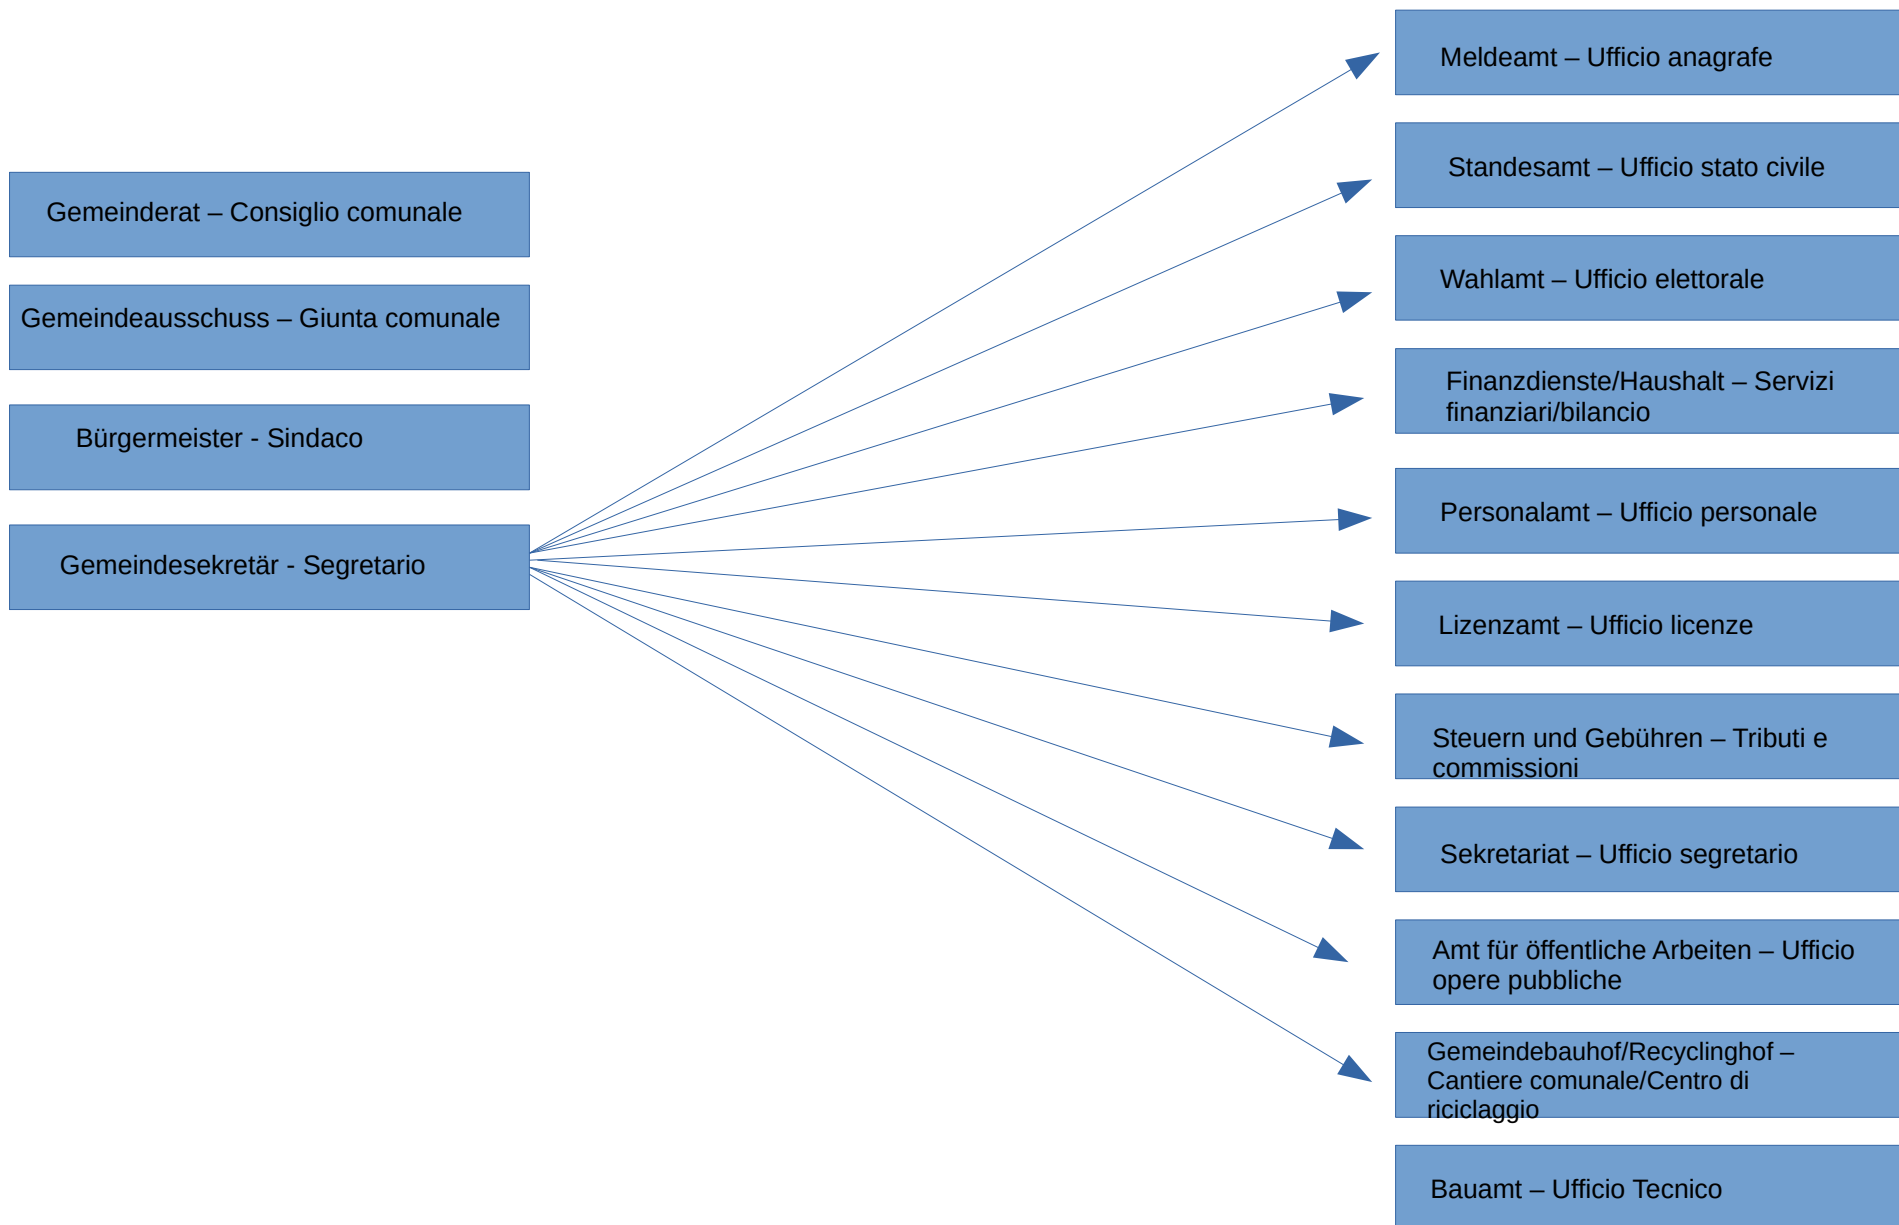 Gemeinderat – Consiglio comunale
Gemeindeausschuss – Giunta comunale
Bürgermeister - Sindaco
Gemeindesekretär - Segretario
Meldeamt – Ufficio anagrafe
Standesamt – Ufficio stato civile
Wahlamt – Ufficio elettorale
Finanzdienste/Haushalt – Servizi
finanziari/bilancio
Personalamt – Ufficio personale
Lizenzamt – Ufficio licenze
Steuern und Gebühren – Tributi e
commissioni
Sekretariat – Ufficio segretario
Amt für öffentliche Arbeiten – Ufficio
opere pubbliche
Gemeindebauhof/Recyclinghof –
Cantiere comunale/Centro di
riciclaggio
Bauamt – Ufficio Tecnico